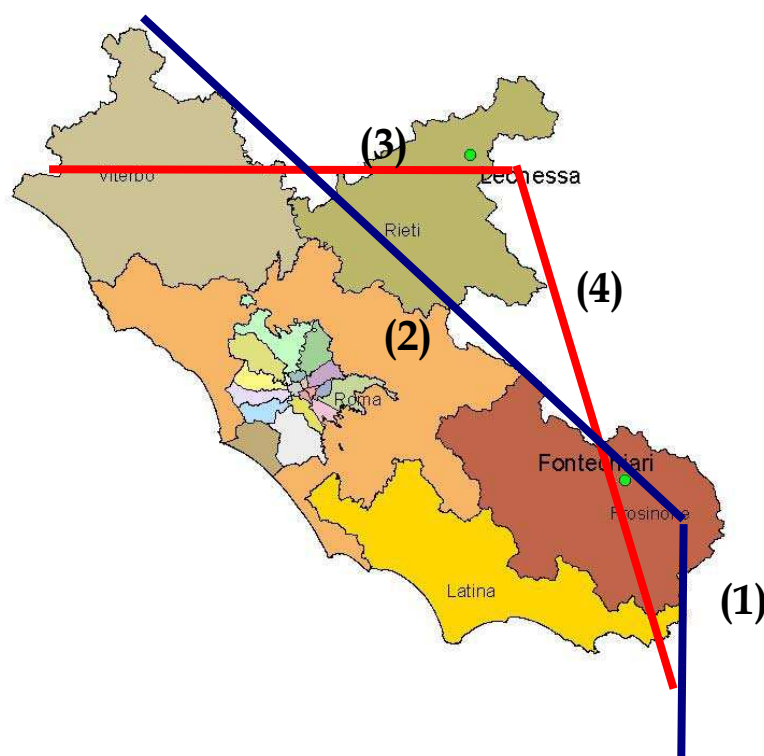 (3)
Viterbo
Leonessa
Rieti
(4)
(2)
Roma
Fontechiari
Frosinone
Latina
(1)